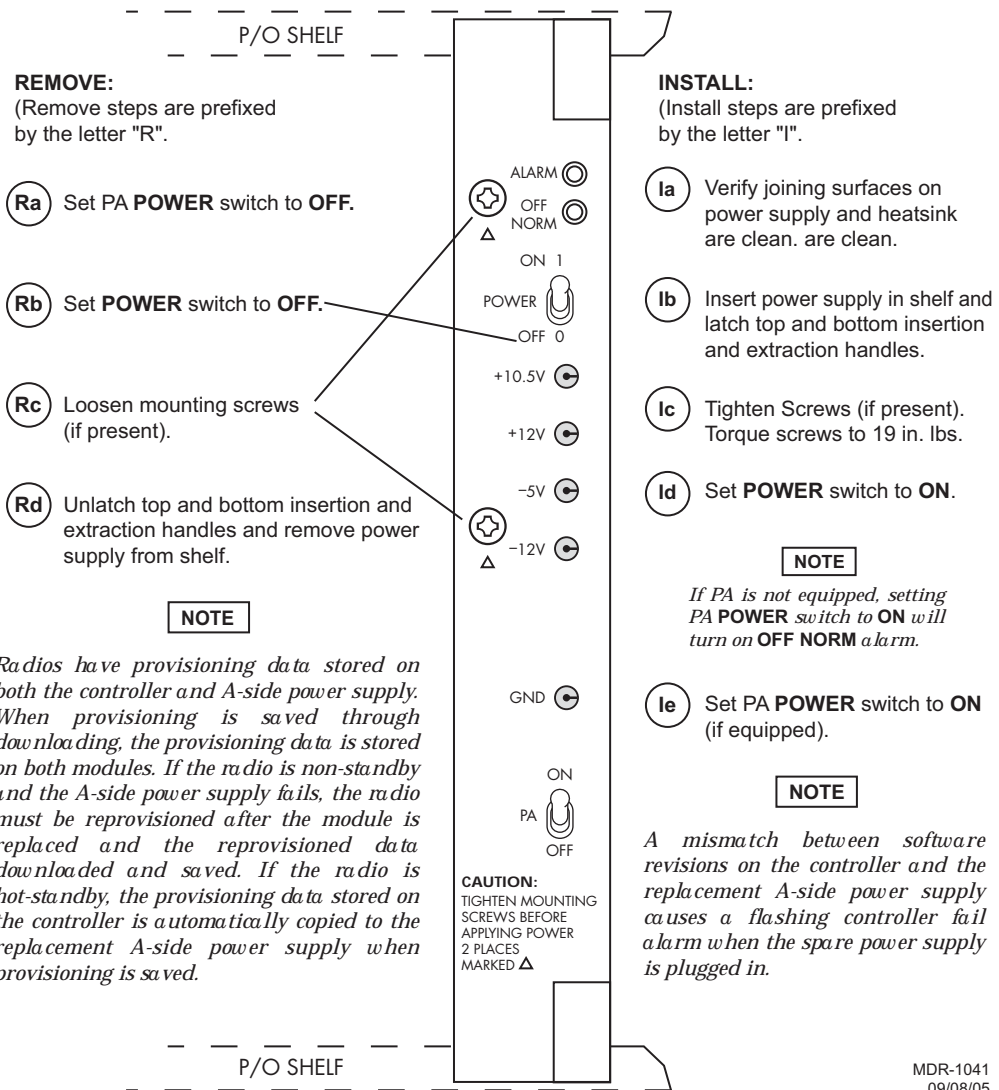 P/O SHELF
REMOVE:
(Remove steps are prefixed
by the letter "R".
Ra Set PA POWER switch to OFF.
Rb Set POWER switch to OFF.
Rc Loosen mounting screws
(if present).
Rd Unlatch top and bottom insertion and
extraction handles and remove power
supply from shelf.
NOTE
Radios have provisioning data stored on
both the controller and A-side power supply.
When provisioning is saved through
downloading, the provisioning data is stored
on both modules. If the radio is non-standby
and the A-side power supply fails, the radio
must be reprovisioned after the module is
replaced and the reprovisioned data
downloaded and saved. If the radio is
hot-standby, the provisioning data stored on
the controller is automatically copied to the
replacement A-side power supply when
provisioning is saved.
ALARM
OFF
NORM
ON 1
POWER
OFF 0
+10.5V
+12V
−5V
−12V
GND
ON
PA
OFF
CAUTION:
TIGHTEN MOUNTING
SCREWS BEFORE
APPLYING POWER
2 PLACES
MARKED △
INSTALL:
(Install steps are prefixed
by the letter "I".
Ia Verify joining surfaces on
power supply and heatsink
are clean. are clean.
Ib Insert power supply in shelf and
latch top and bottom insertion
and extraction handles.
Ic Tighten Screws (if present).
Torque screws to 19 in. lbs.
Id Set POWER switch to ON.
NOTE
If PA is not equipped, setting
PA POWER switch to ON will
turn on OFF NORM alarm.
Ie Set PA POWER switch to ON
(if equipped).
NOTE
A mismatch between software
revisions on the controller and the
replacement A-side power supply
causes a flashing controller fail
alarm when the spare power supply
is plugged in.
P/O SHELF
MDR-1041
09/08/05